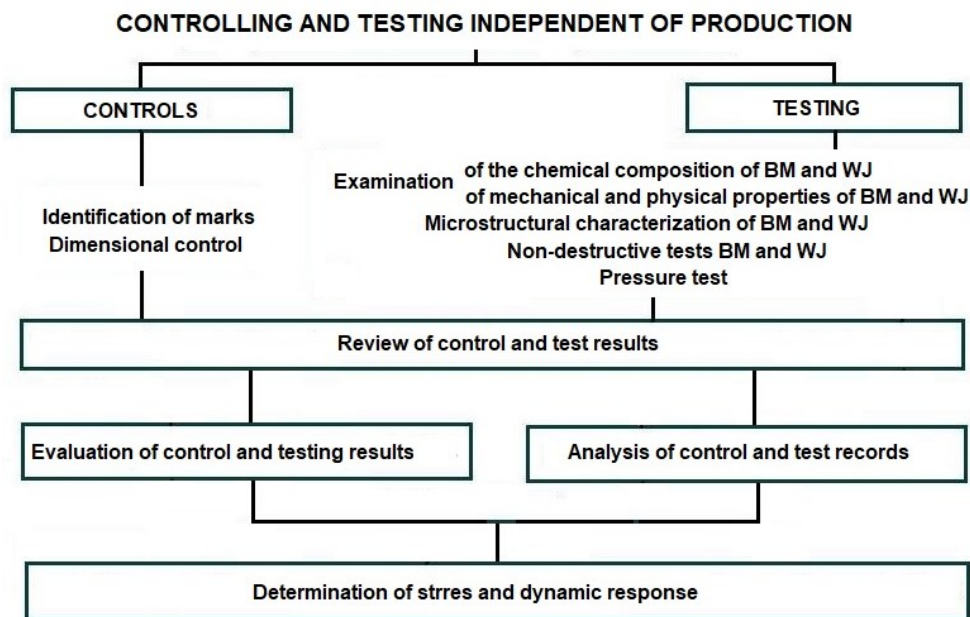 CONTROLLING AND TESTING INDEPENDENT OF PRODUCTION
CONTROLS
TESTING
Identification of marks
Dimensional control
Examination
of the chemical composition of BM and WJ
of mechanical and physical properties of BM and WJ
Microstructural characterization of BM and WJ
Non-destructive tests BM and WJ
Pressure test
Review of control and test results
Evaluation of control and testing results
Analysis of control and test records
Determination of strres and dynamic response